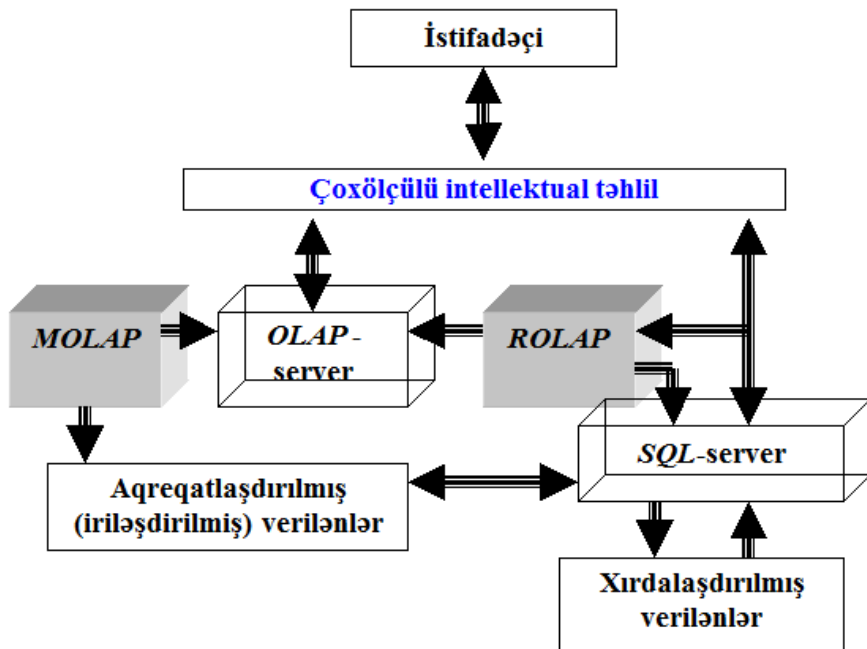 İstifadəçi
Çoxölçülü intellektual təhlil
MOLAP
OLAP -
server
ROLAP
SQL-server
Aqreqatlaşdırılmış
(iriləşdirilmiş) verilənlər
Xırdalaşdırılmış
verilənlər